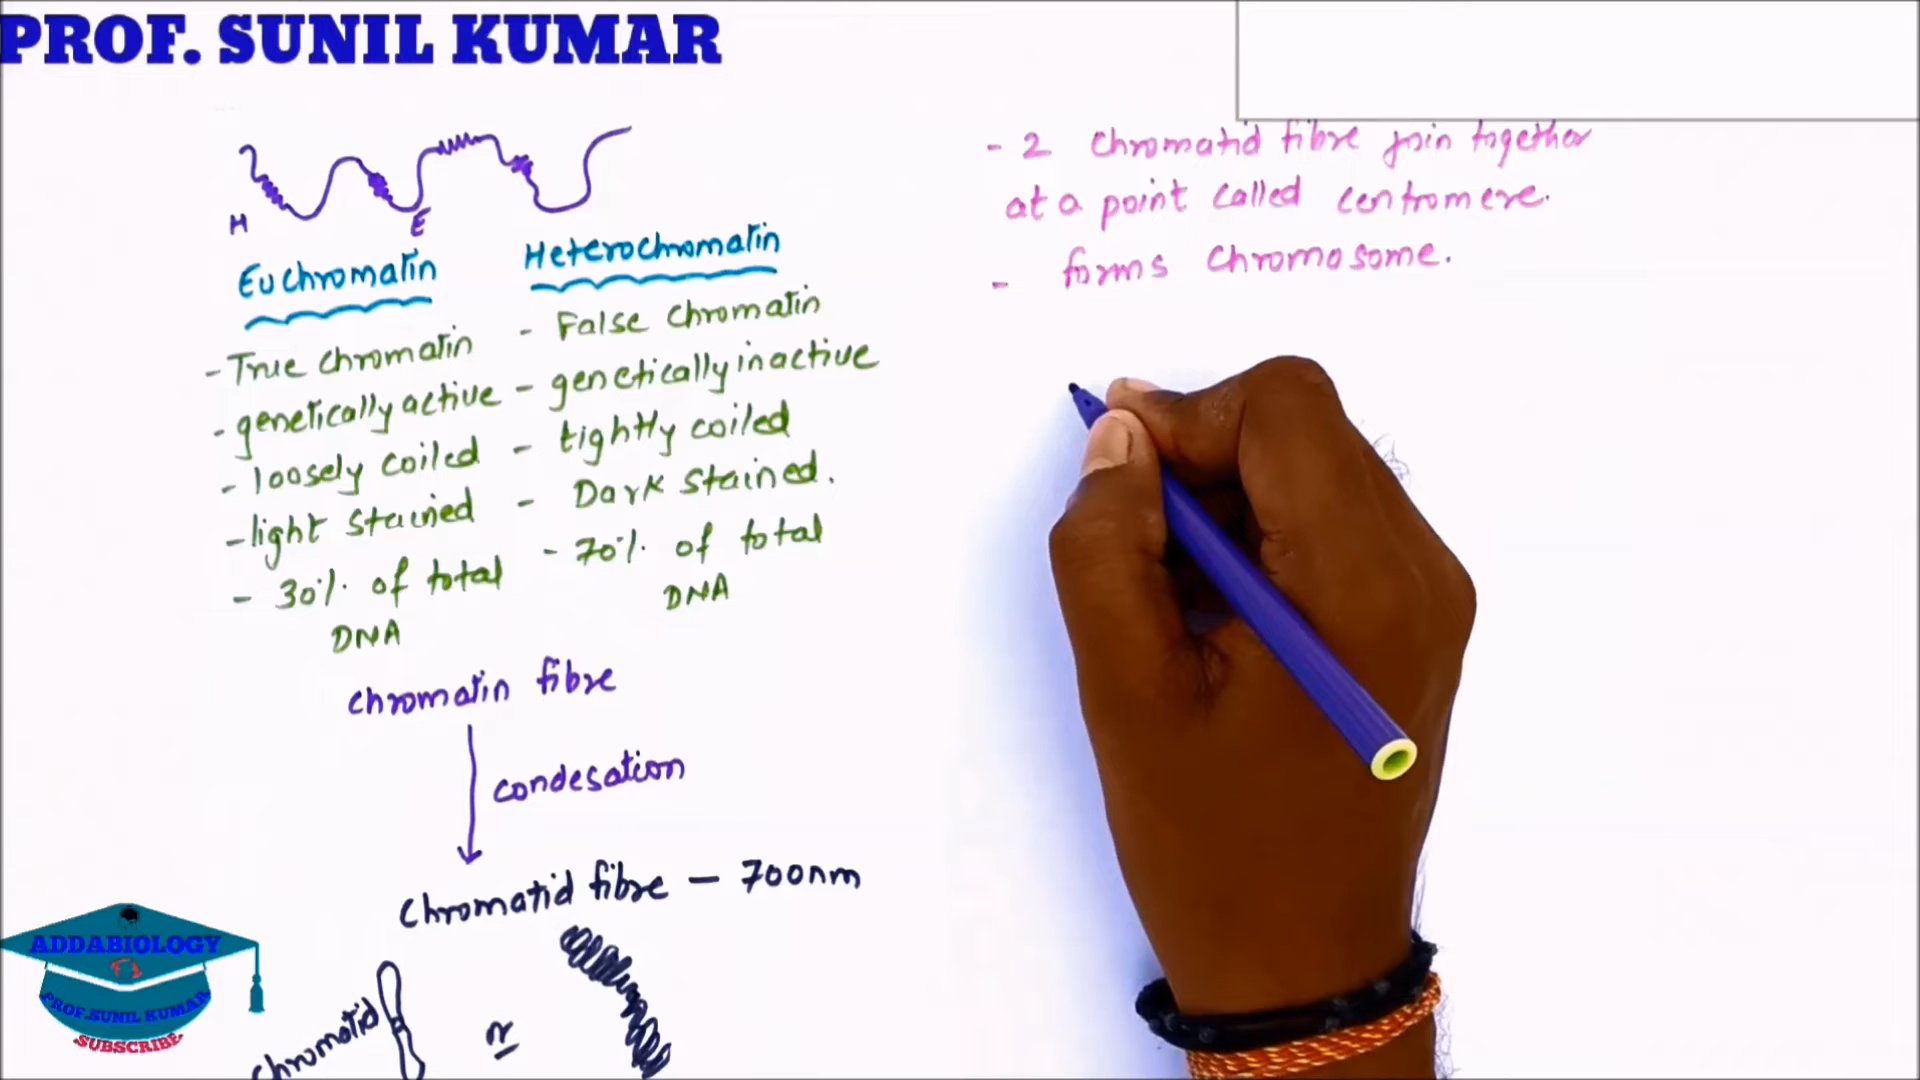 PROF. SUNIL KUMAR
H
E
Euchromatin
- True chromatin
- genetically active
- loosely coiled
- light stained
- 30% of total
DNA
Heterochromatin
- False chromatin
- genetically inactive
- tightly coiled
- Dark stained.
- 70% of total
DNA
chromatin fibre
condesation
chromatid fibre - 700nm
chromatid
or
- 2 chromatid fibre join together
at a point called centromere.
- forms chromosome.
ADDABIOLOGY
PROF.SUNIL KUMAR
SUBSCRIBE